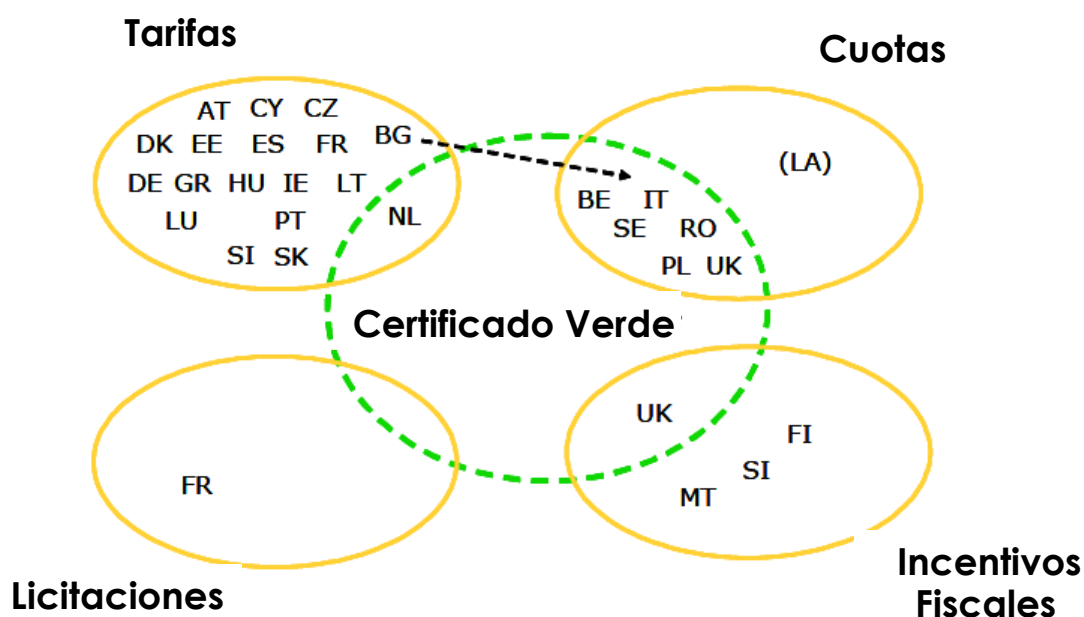 Tarifas
Cuotas
AT CY CZ
DK EE ES FR BG
DE GR HU IE LT
LU PT NL
SI SK
(LA)
BE IT
SE RO
PL UK
Certificado Verde
FR
UK
FI
SI
MT
Licitaciones
Incentivos
Fiscales